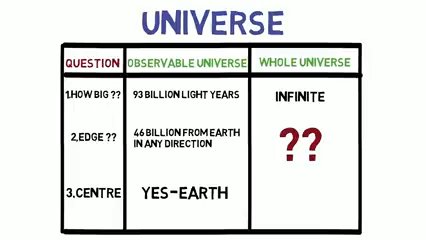 UNIVERSE
QUESTION OBSERVABLE UNIVERSE WHOLE UNIVERSE
1.HOW BIG ?? 93 BILLION LIGHT YEARS INFINITE
2,EDGE ?? 46 BILLION FROM EARTH
IN ANY DIRECTION ??
3.CENTRE YES-EARTH